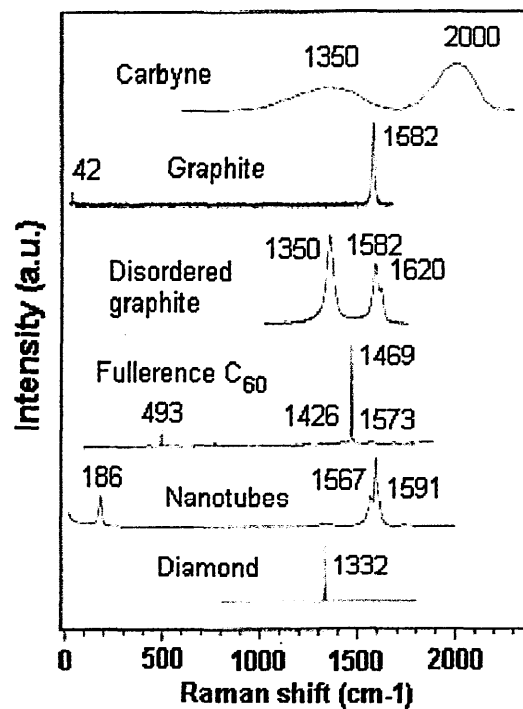 Intensity (a.u.)
Carbyne 1350 2000
42 Graphite 1582
Disordered graphite 1350 1582 1620
Fullerence C60 493 1426 1469 1573
186 Nanotubes 1567 1591
Diamond 1332
0 500 1000 1500 2000
Raman shift (cm-1)